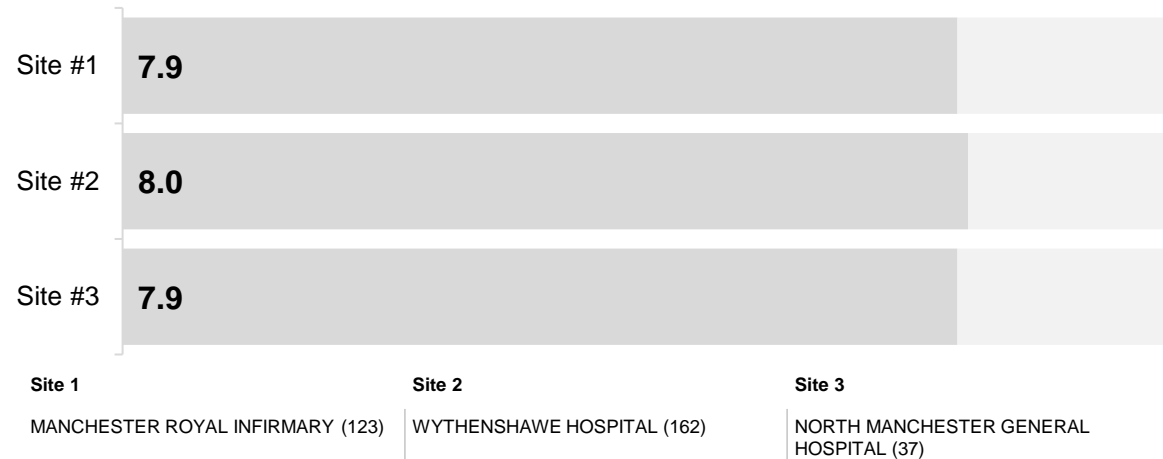 Site #1 7.9
Site #2 8.0
Site #3 7.9
Site 1 Site 2 Site 3
MANCHESTER ROYAL INFIRMARY (123) WYTHENSHAWE HOSPITAL (162) NORTH MANCHESTER GENERAL
HOSPITAL (37)